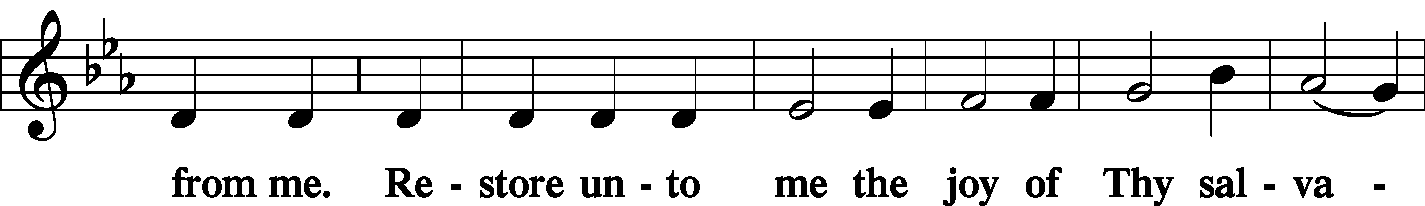 from me. Re - store un - to me the joy of Thy sal - va -